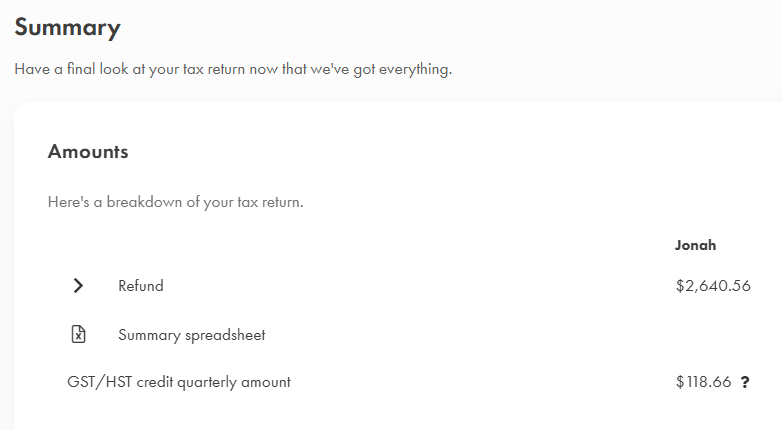 Summary
Have a final look at your tax return now that we've got everything.
Amounts
Here's a breakdown of your tax return.
Jonah
Refund $2,640.56
Summary spreadsheet
GST/HST credit quarterly amount $118.66 ?